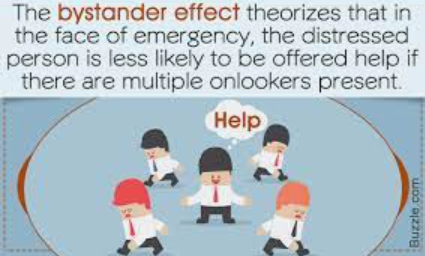 The bystander effect theorizes that in
the face of emergency, the distressed
person is less likely to be offered help if
there are multiple onlookers present.
Help
Buzzle.com